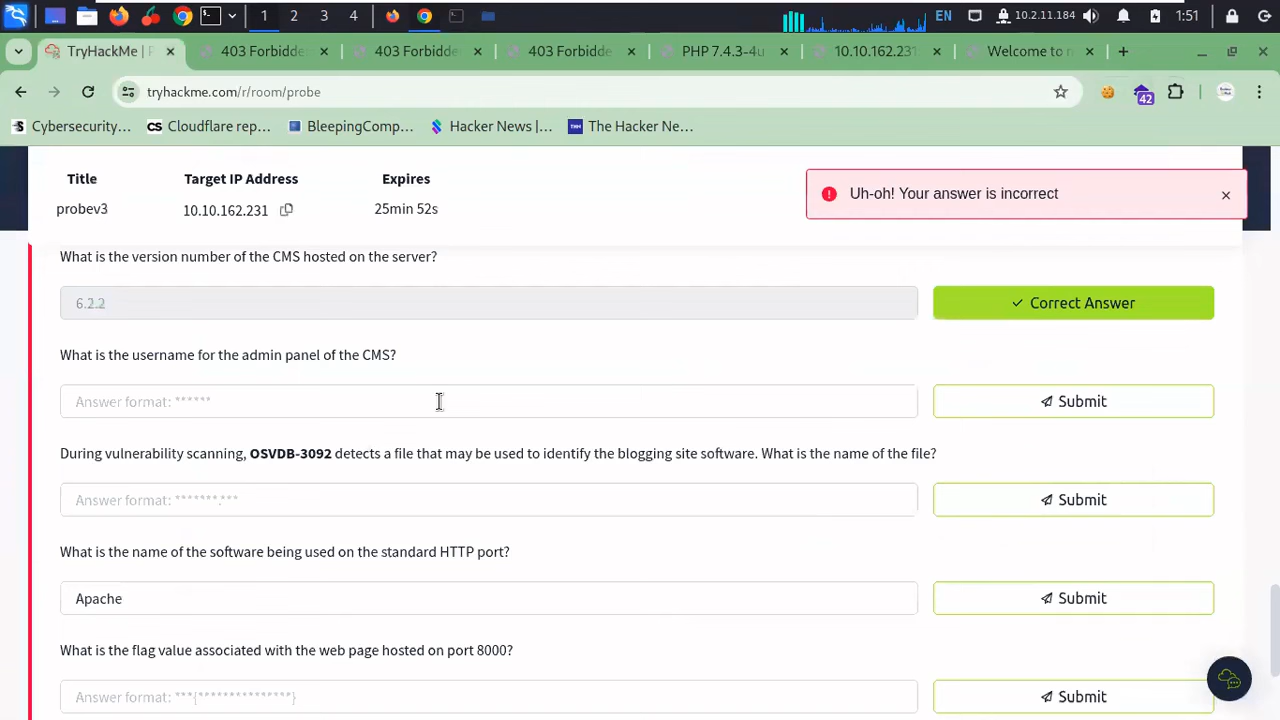 1 2 3 4 EN 10.2.11.184 1:51
TryHackMe | P 403 Forbidde 403 Forbidde 403 Forbidde PHP 7.4.3-4u 10.10.162.231 Welcome to
tryhackme.com/r/room/probe 42
Cybersecurity... CS Cloudflare rep... BleepingComp... Hacker News |... The Hacker Ne...
Title Target IP Address Expires
probev3 10.10.162.231 25min 52s
Uh-oh! Your answer is incorrect
What is the version number of the CMS hosted on the server?
6.2.2 Correct Answer
What is the username for the admin panel of the CMS?
Answer format: ****** Submit
During vulnerability scanning, OSVDB-3092 detects a file that may be used to identify the blogging site software. What is the name of the file?
Answer format: *******.*** Submit
What is the name of the software being used on the standard HTTP port?
Apache Submit
What is the flag value associated with the web page hosted on port 8000?
Answer format: ***{***************} Submit